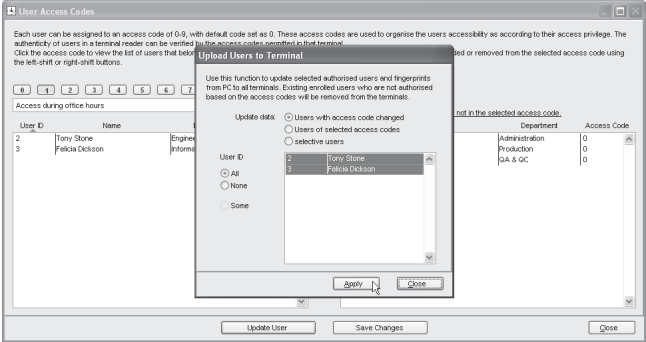 User Access Codes
Each user can be assigned to an access code of 0-9, with default code set as 0. These access codes are used to organise the users accessibility as according to their access privilege. The
authenticity of users in a terminal reader can be verified by the access codes permitted in that terminal.
Click the access code to view the list of users that belon
ed or removed from the selected access code using
the left-shift or right-shift buttons.
0 1 2 3 4 5 6 7
Access during office hours
not in the selected access code.
User ID Name
Department Access Code
2 Tony Stone Enginee
3 Felicia Dickson Informa
Administration 0
Production 0
QA & QC 0
Upload Users to Terminal
Use this function to update selected authorised users and fingerprints
from PC to all terminals. Existing enrolled users who are not authorised
based on the access codes will be removed from the terminals.
Update data: Users with access code changed
Users of selected access codes
selective users
User ID
All
None
Some
2 Tony Stone
3 Felicia Dickson
Apply Close
Update User Save Changes Close